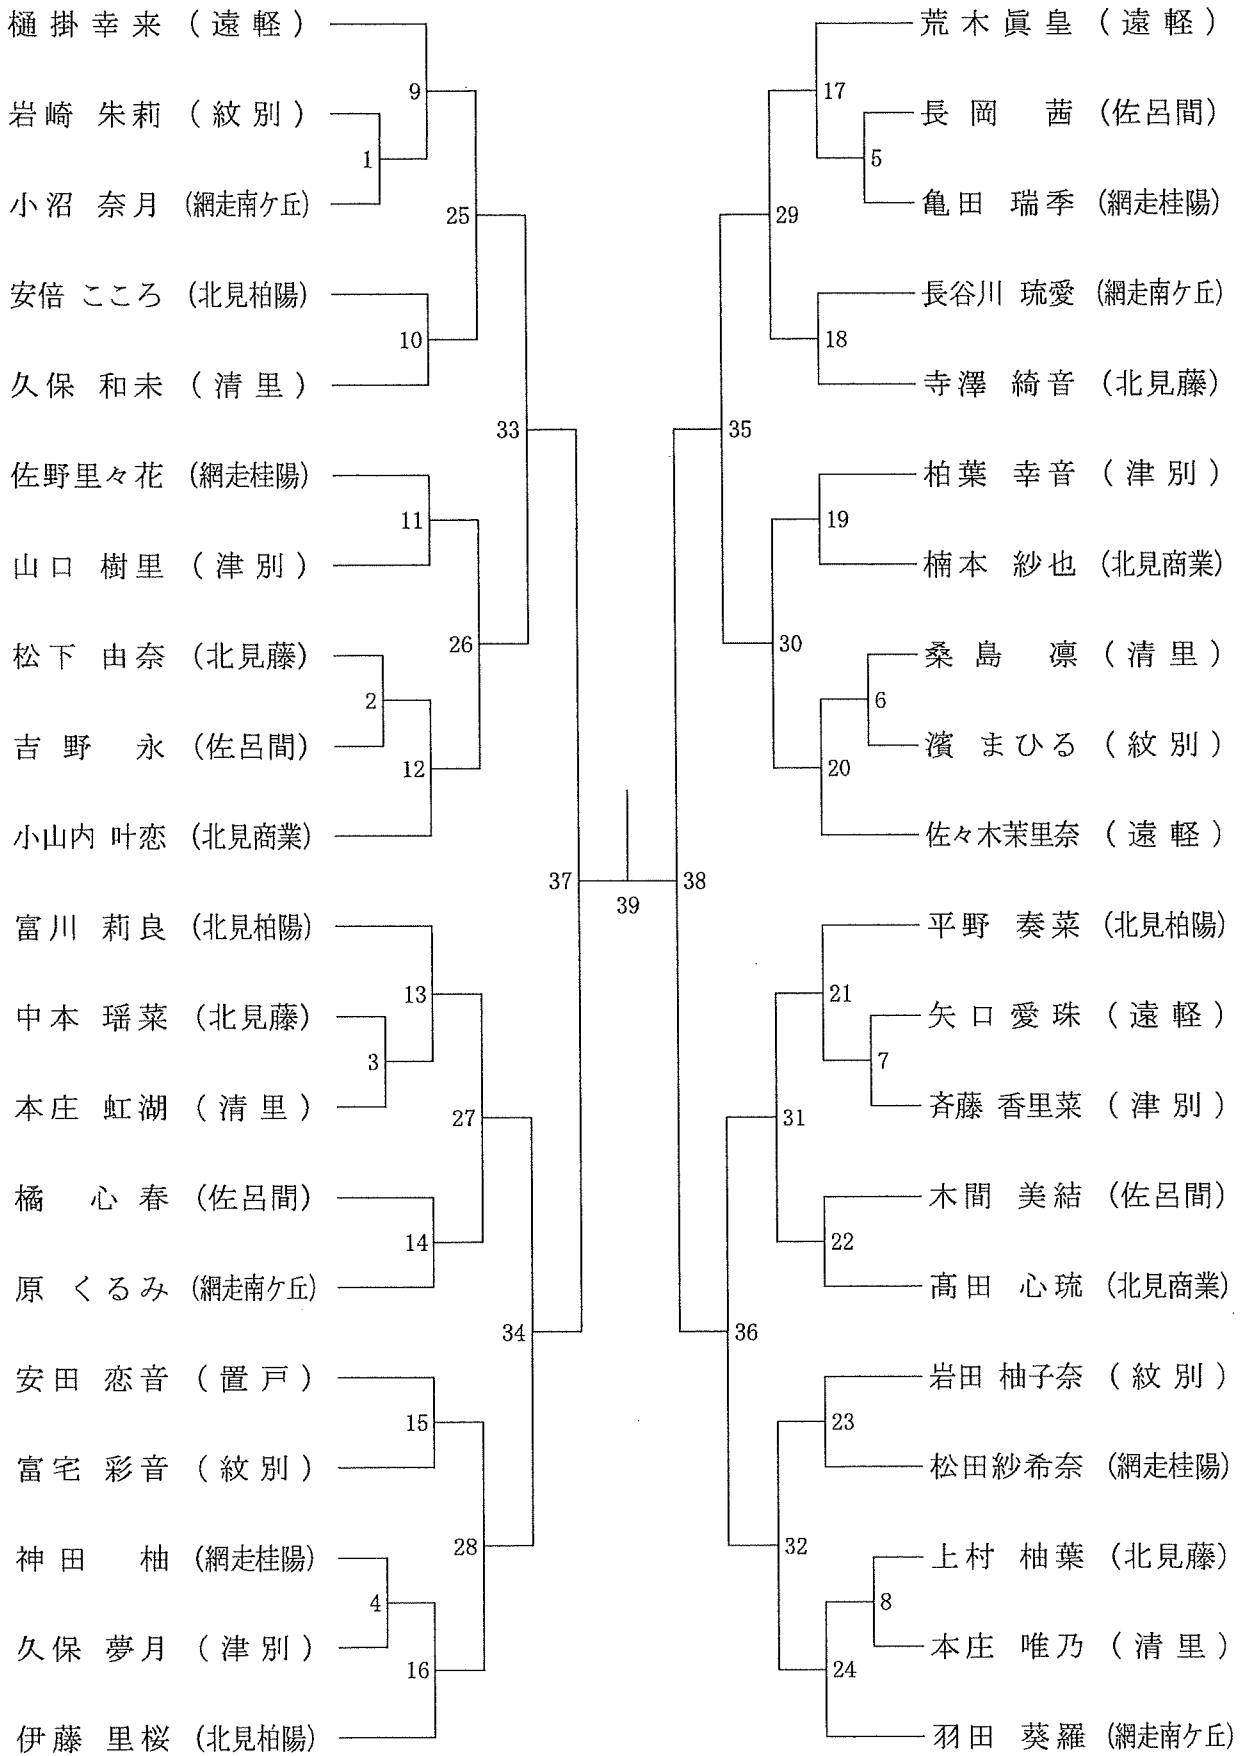 樋掛幸来 (遠軽)
9
岩崎 朱莉 (紋別)
1
小沼 奈月 (網走南ケ丘)
25
安倍 こころ (北見柏陽)
10
久保 和未 (清里)
33
佐野里々花 (網走桂陽)
11
山口 樹里 (津別)
26
松下 由奈 (北見藤)
2
吉野 永 (佐呂間)
12
小山内 叶恋 (北見商業)
37
富川 莉良 (北見柏陽)
13
中本 瑶菜 (北見藤)
3
本庄 虹湖 (清里)
27
橘 心春 (佐呂間)
14
原 くるみ (網走南ケ丘)
34
安田 恋音 (置戸)
15
富宅 彩音 (紋別)
28
神田 柚 (網走桂陽)
4
久保 夢月 (津別)
16
伊藤 里桜 (北見柏陽)
39
荒木眞皇 (遠軽)
17
長岡 茜 (佐呂間)
5
亀田 瑞季 (網走桂陽)
29
長谷川 琉愛 (網走南ケ丘)
18
寺澤 綺音 (北見藤)
35
柏葉 幸音 (津別)
19
楠本 紗也 (北見商業)
30
桑島 凛 (清里)
6
濱 まひる (紋別)
20
佐々木茉里奈 (遠軽)
38
平野 奏菜 (北見柏陽)
21
矢口愛珠 (遠軽)
7
斉藤 香里菜 (津別)
31
木間 美結 (佐呂間)
22
髙田 心琉 (北見商業)
36
岩田 柚子奈 (紋別)
23
松田紗希奈 (網走桂陽)
32
上村 柚葉 (北見藤)
8
本庄 唯乃 (清里)
24
羽田 葵羅 (網走南ケ丘)